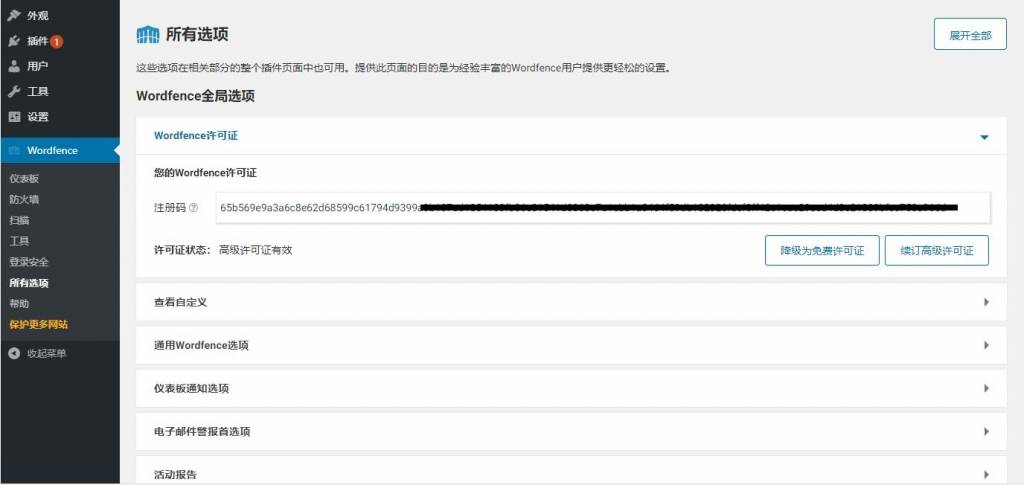 外观
插件 1
用户
工具
设置
Wordfence
仪表板
防火墙
扫描
工具
登录安全
所有选项
帮助
保护更多网站
收起菜单
所有选项
展开全部
这些选项在相关部分的整个插件页面中也可用。提供此页面的目的是为经验丰富的Wordfence用户提供更轻松的设置。
Wordfence全局选项
Wordfence许可证
您的Wordfence许可证
注册码 65b569e9a3a6c8e62d68599c61794d9399a
许可证状态： 高级许可证有效
降级为免费许可证
续订高级许可证
查看自定义
通用Wordfence选项
仪表板通知选项
电子邮件警报首选项
活动报告